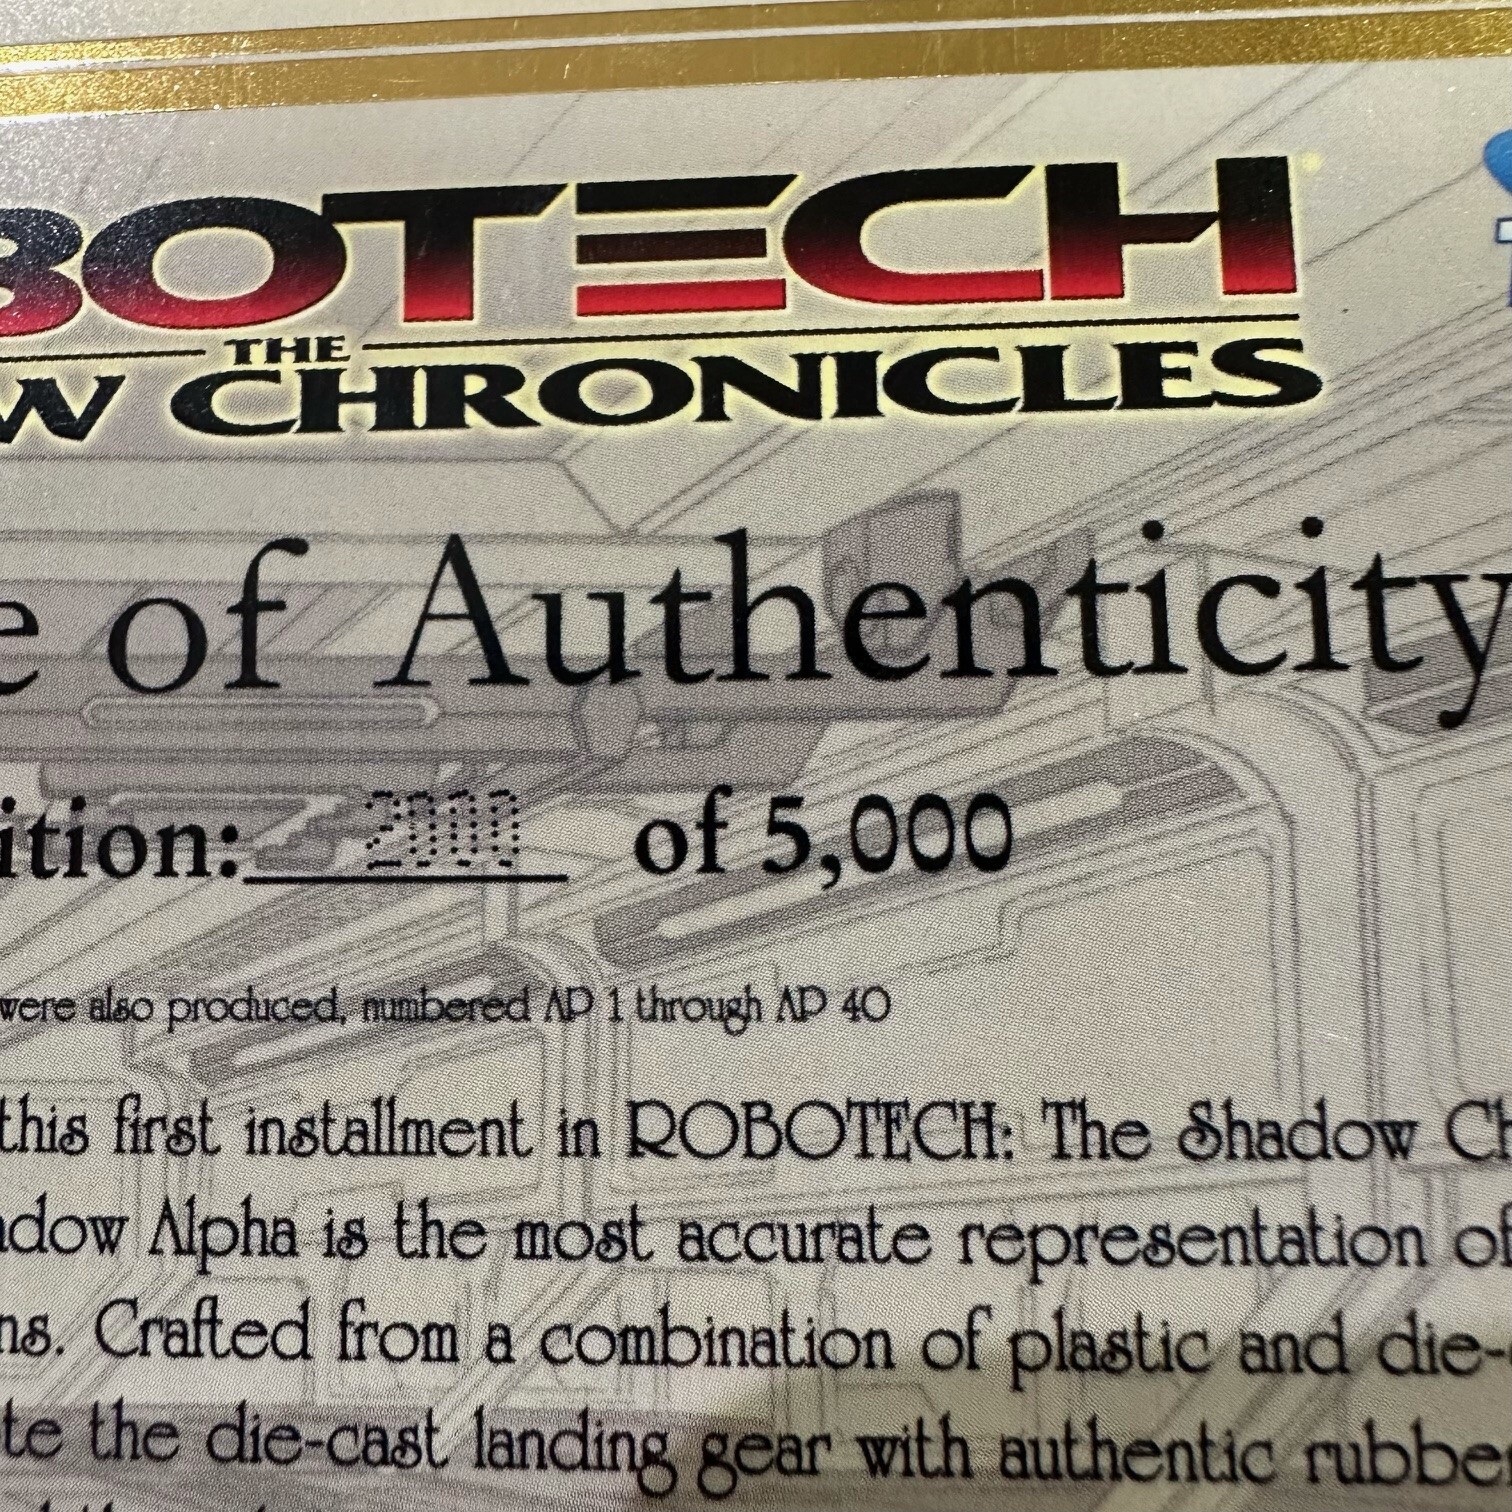 BOTECH
THE
W CHRONICLES
e of Authenticity
ition: 2000 of 5,000
were also produced, numbered AP 1 through AP 40
this first installment in ROBOTECH: The Shadow Ch
adow Alpha is the most accurate representation of
ns. Crafted from a combination of plastic and die-
te the die-cast landing gear with authentic rubbe